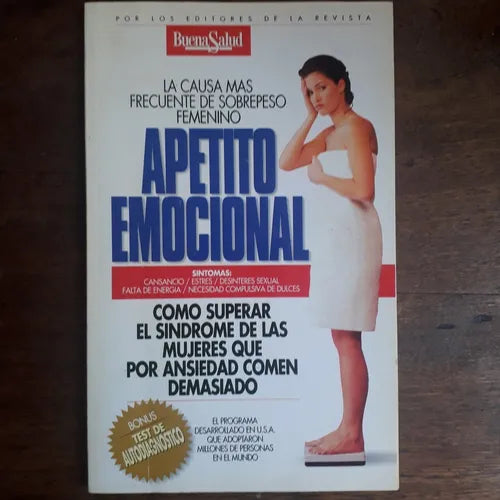 POR LOS EDITORES DE LA REVISTA
BuenaSalud
LA CAUSA MAS
FRECUENTE DE SOBREPESO
FEMENINO
APETITO
EMOCIONAL
SINTOMAS:
CANSANCIO / ESTRES / DESINTERES SEXUAL
FALTA DE ENERGIA / NECESIDAD COMPULSIVA DE DULCES
COMO SUPERAR
EL SINDROME DE LAS
MUJERES QUE
POR ANSIEDAD COMEN
DEMASIADO
BONUS
TEST DE
AUTODIAGNOSTICO
EL PROGRAMA
DESARROLLADO EN U.S.A.
QUE ADOPTARON
MILLONES DE PERSONAS
EN EL MUNDO